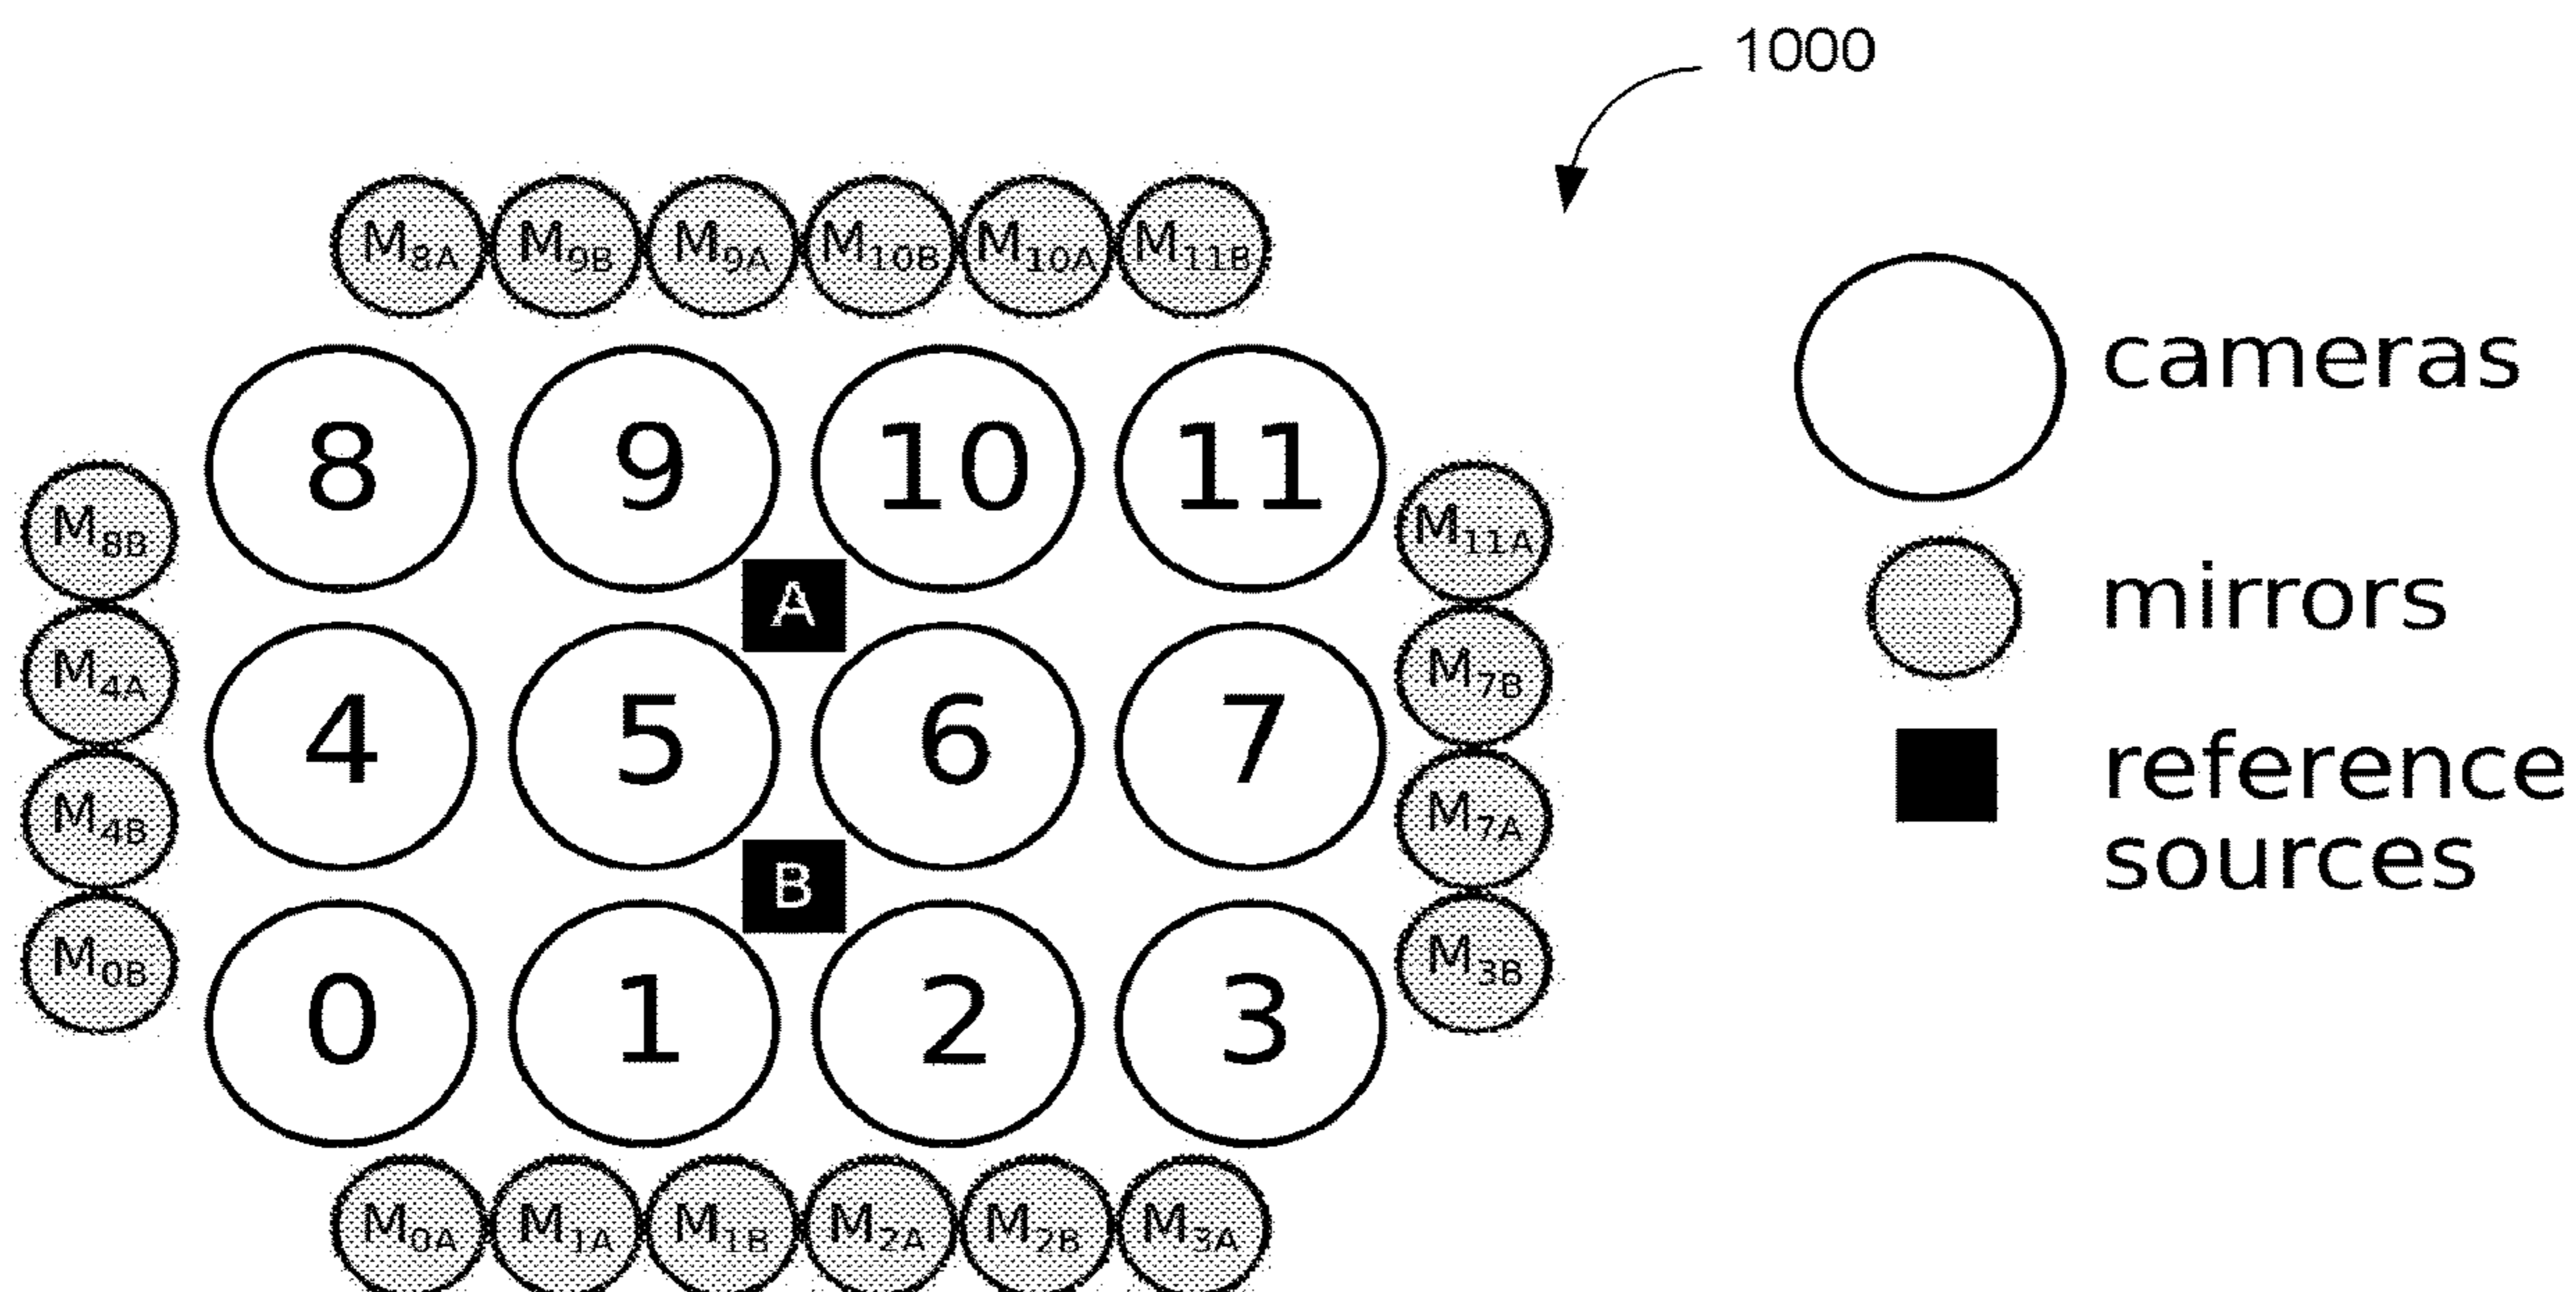 1000
M8A M9B M9A M10B M10A M11B
cameras
8 9 10 11
M8B M11A
A
mirrors
M4A M7B
4 5 6 7
M4B M7A
B
reference
sources
M0B M3B
0 1 2 3
M0A M1A M1B M2A M2B M3A